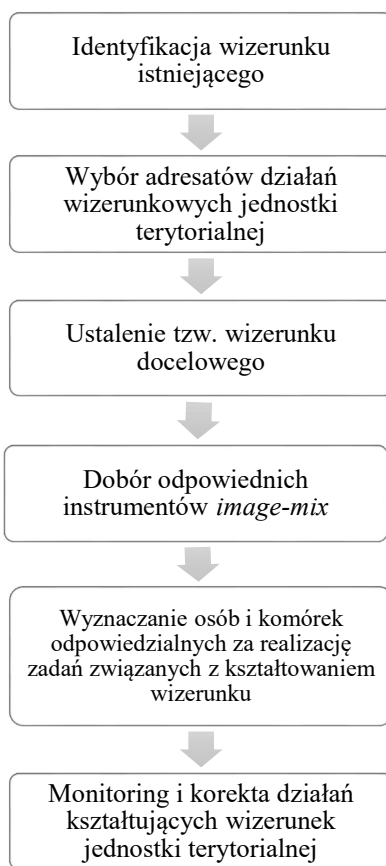 Identyfikacja wizerunku
istniejącego
Wybór adresatów działań
wizerunkowych jednostki
terytorialnej
Ustalenie tzw. wizerunku
docelowego
Dobór odpowiednich
instrumentów image-mix
Wyznaczanie osób i komórek
odpowiedzialnych za realizację
zadań związanych z kształtowaniem
wizerunku
Monitoring i korekta działań
kształtujących wizerunek
jednostki terytorialnej